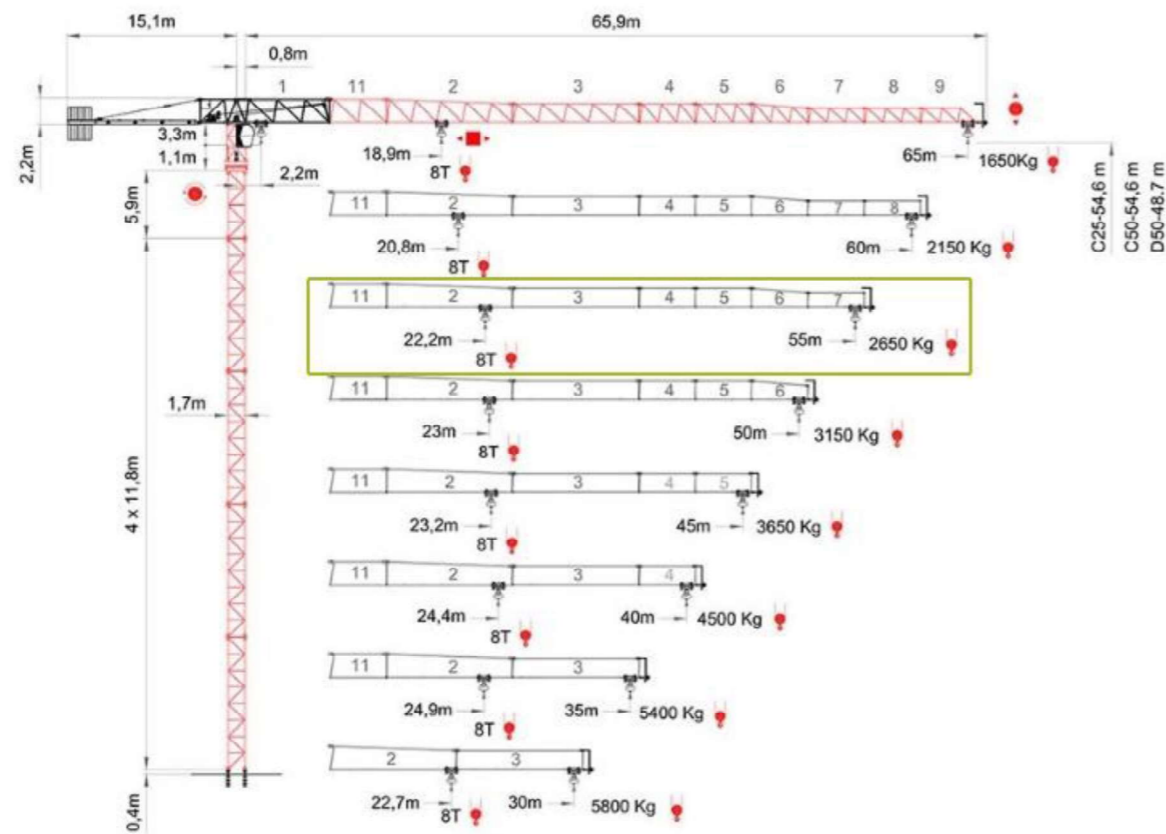 15,1m 65,9m
0,8m
1 11 2 3 4 5 6 7 8 9
2,2m
3,3m
1,1m
18,9m 65m 1650Kg
8T
2,2m
5,9m
C25-54,6 m
C50-54,6 m
D50-48.7 m
11 2 3 4 5 6 7 8
20,8m 60m 2150 Kg
8T
11 2 3 4 5 6 7
22,2m 55m 2650 Kg
8T
11 2 3 4 5 6
1,7m
23m 50m 3150 Kg
8T
4 x 11,8m
11 2 3 4 5
23,2m 45m 3650 Kg
8T
11 2 3 4
24,4m 40m 4500 Kg
8T
11 2 3
24,9m 35m 5400 Kg
8T
2 3
22,7m 30m 5800 Kg
8T
0,4m